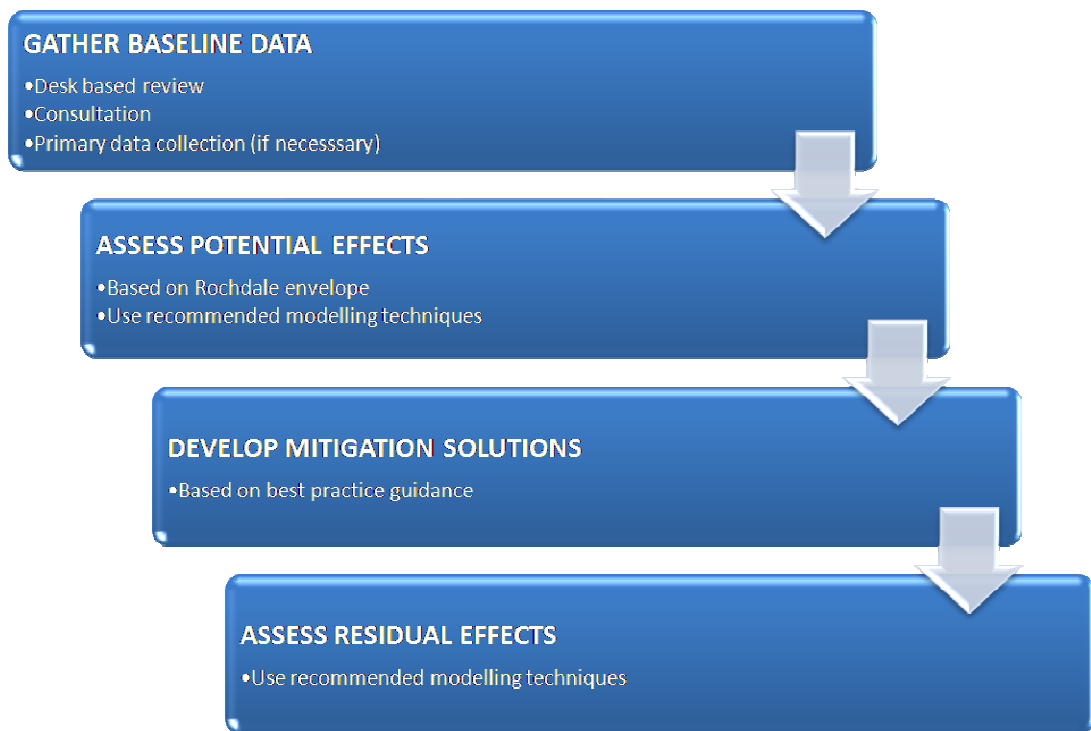 GATHER BASELINE DATA
•Desk based review
•Consultation
•Primary data collection (if necesssary)
ASSESS POTENTIAL EFFECTS
•Based on Rochdale envelope
•Use recommended modelling techniques
DEVELOP MITIGATION SOLUTIONS
•Based on best practice guidance
ASSESS RESIDUAL EFFECTS
•Use recommended modelling techniques